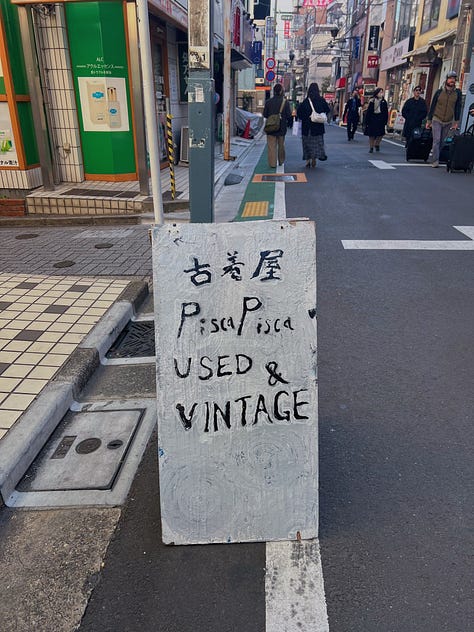 古着屋
PiscaPisca
USED &
VINTAGE